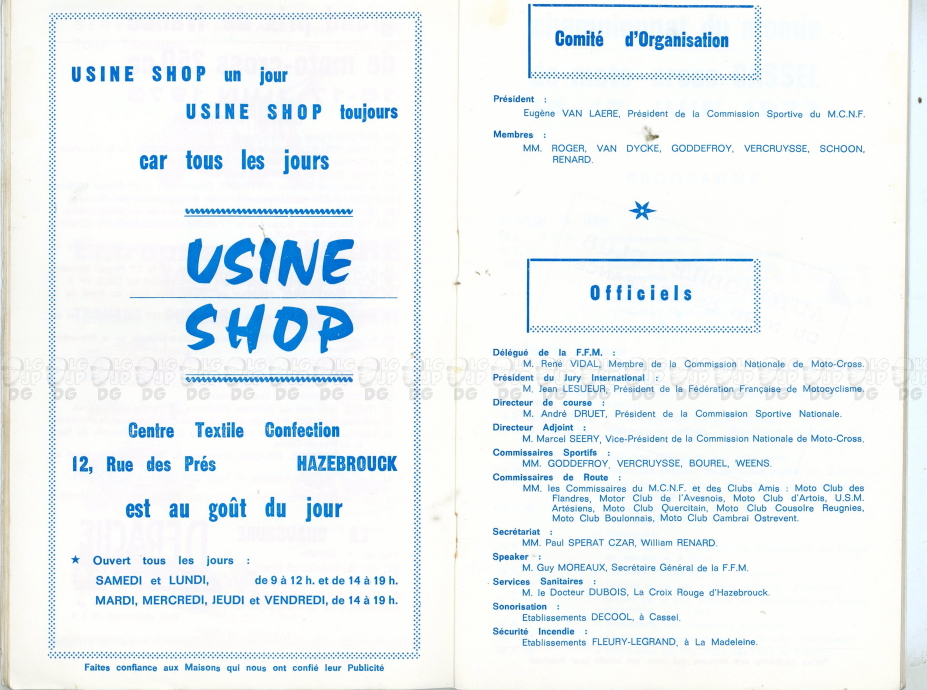 USINE SHOP un jour
USINE SHOP toujours
car tous les jours
USINE
SHOP
Centre Textile Confection
12, Rue des Prés HAZEBROUCK
est au goût du jour
★ Ouvert tous les jours :
SAMEDI et LUNDI, de 9 à 12 h. et de 14 à 19 h.
MARDI, MERCREDI, JEUDI et VENDREDI, de 14 à 19 h.
Faites confiance aux Maisons qui nous ont confié leur Publicité
Comité d'Organisation
Président :
Eugène VAN LAERE, Président de la Commission Sportive du M.C.N.F.
Membres :
MM. ROGER, VAN DYCKE, GODDEFROY, VERCRUYSSE, SCHOON,
RENARD.
Officiels
Délégué de la F.F.M. :
M. René VIDAL, Membre de la Commission Nationale de Moto-Cross.
Président du Jury International :
M. Jean LESUEUR, Président de la Fédération Française de Motocyclisme.
Directeur de course :
M. André DRUET, Président de la Commission Sportive Nationale.
Directeur Adjoint :
M. Marcel SEERY, Vice-Président de la Commission Nationale de Moto-Cross.
Commissaires Sportifs :
MM. GODDEFROY, VERCRUYSSE, BOUREL, WEENS.
Commissaires de Route :
MM. les Commissaires du M.C.N.F. et des Clubs Amis : Moto Club des
Flandres, Motor Club de l'Avesnois, Moto Club d'Artois, U.S.M.
Artésiens, Moto Club Quercitain, Moto Club Cousolre Reugnies,
Moto Club Boulonnais, Moto Club Cambrai Ostrevent.
Secrétariat :
MM. Paul SPERAT CZAR, William RENARD.
Speaker :
M. Guy MOREAUX, Secrétaire Général de la F.F.M.
Services Sanitaires :
M. le Docteur DUBOIS, La Croix Rouge d'Hazebrouck.
Sonorisation :
Etablissements DECOOL, à Cassel.
Sécurité Incendie :
Etablissements FLEURY-LEGRAND, à La Madeleine.